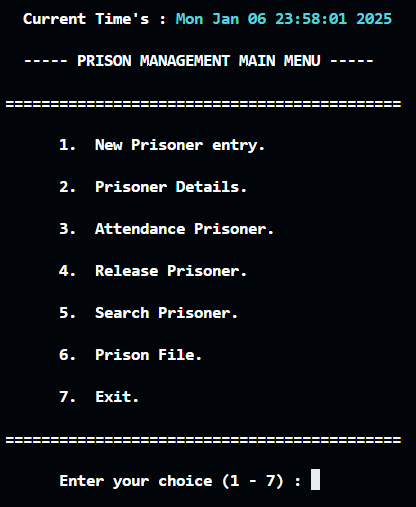 Current Time's : Mon Jan 06 23:58:01 2025
----- PRISON MANAGEMENT MAIN MENU -----
============================================
1. New Prisoner entry.
2. Prisoner Details.
3. Attendance Prisoner.
4. Release Prisoner.
5. Search Prisoner.
6. Prison File.
7. Exit.
============================================
Enter your choice (1 - 7) :